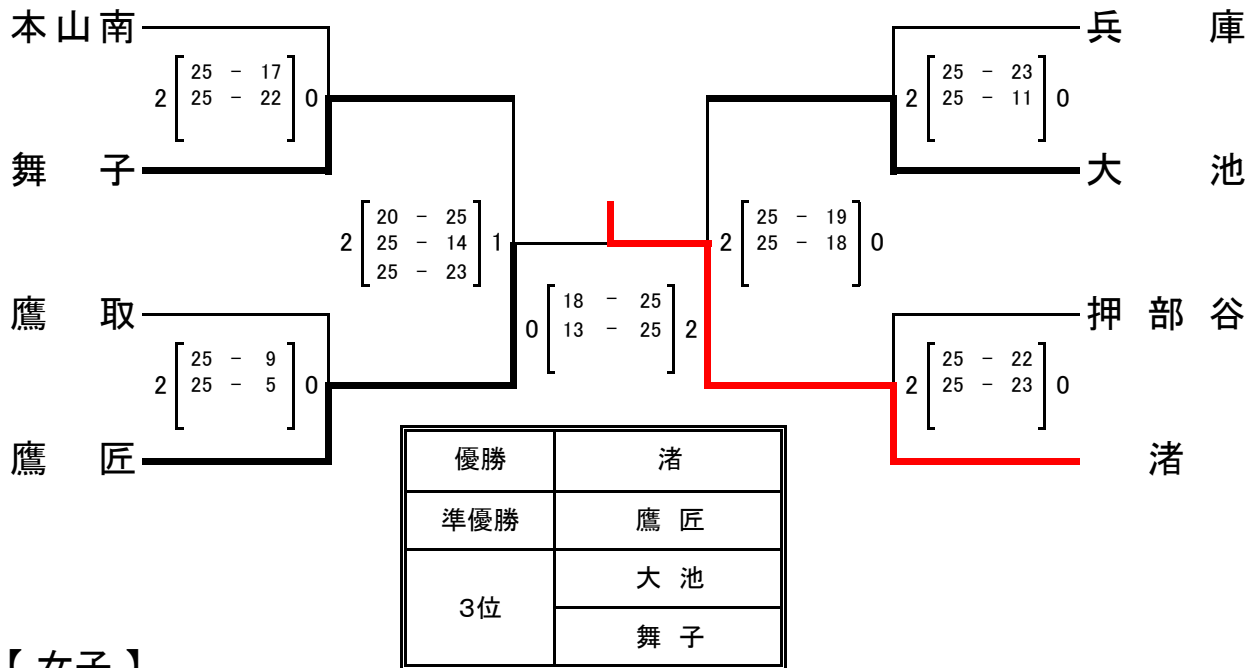 本山南
2 [25 - 17] 0
25 - 22
舞子
2 [20 - 25] 1
25 - 14
25 - 23
鷹取
2 [25 - 9] 0
25 - 5
鷹匠
0 [18 - 25] 2
13 - 25
兵庫
2 [25 - 23] 0
25 - 11
大池
2 [25 - 19] 0
25 - 18
押部谷
2 [25 - 22] 0
25 - 23
渚
優勝 渚
準優勝 鷹匠
3位 大池
舞子
【女子】